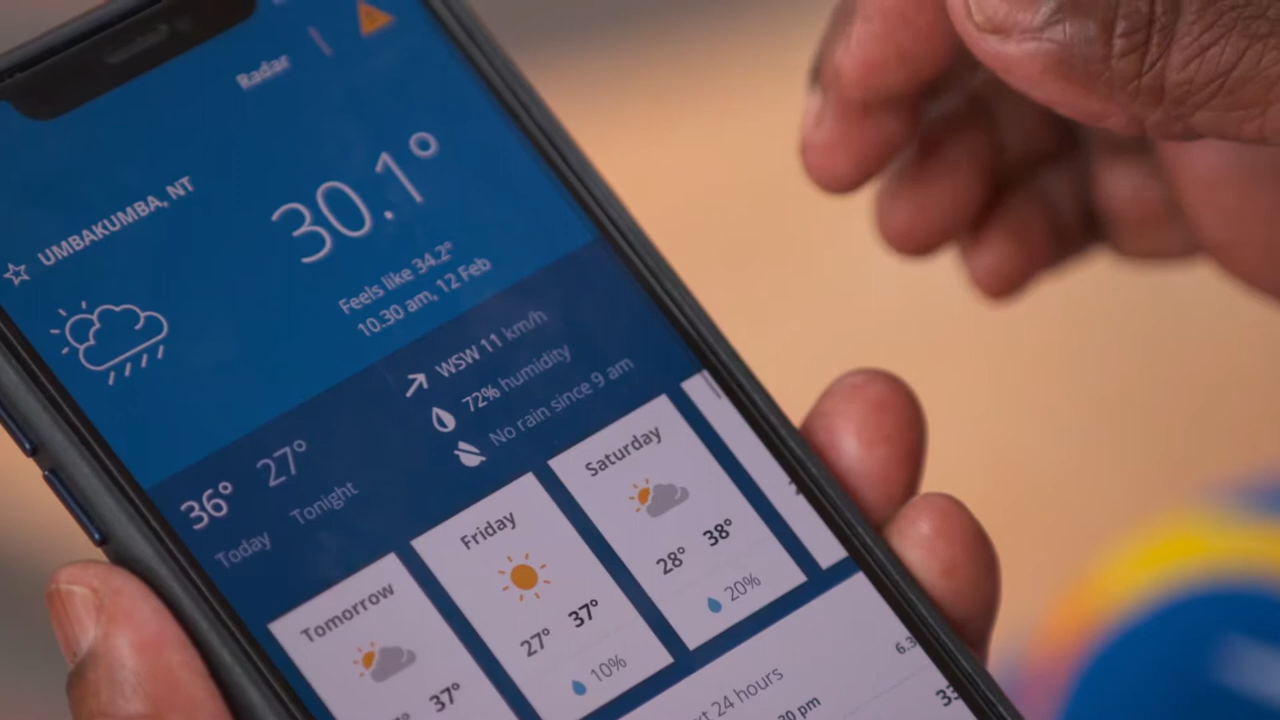 Radar
UMBAKUMBA, NT
30.1°
Feels like 34.2°
10.30 am, 12 Feb
WSW 11 km/h
72% humidity
No rain since 9 am
36° 27°
Today Tonight
Tomorrow
37°
Friday
27° 37°
10%
Saturday
28° 38°
20%
24 hours
pm